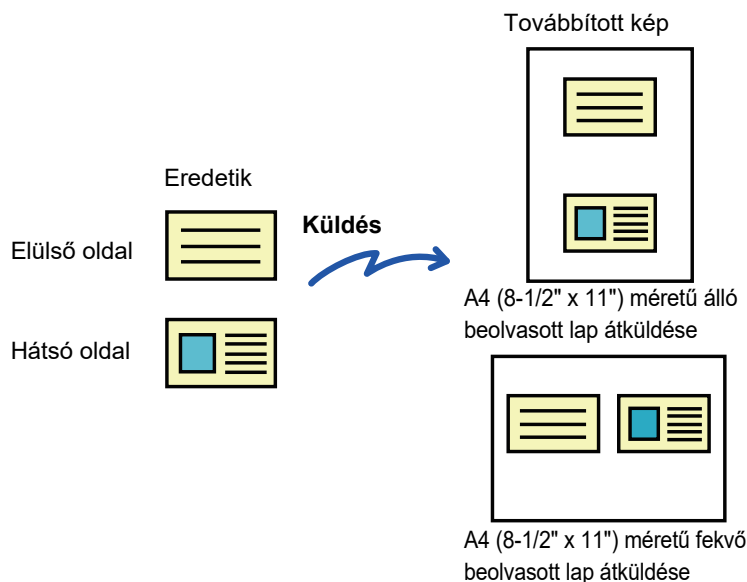 Továbbított kép
Eredetik
Küldés
Elülső oldal
Hátsó oldal
A4 (8-1/2" x 11") méretű álló
beolvasott lap átküldése
A4 (8-1/2" x 11") méretű fekvő
beolvasott lap átküldése